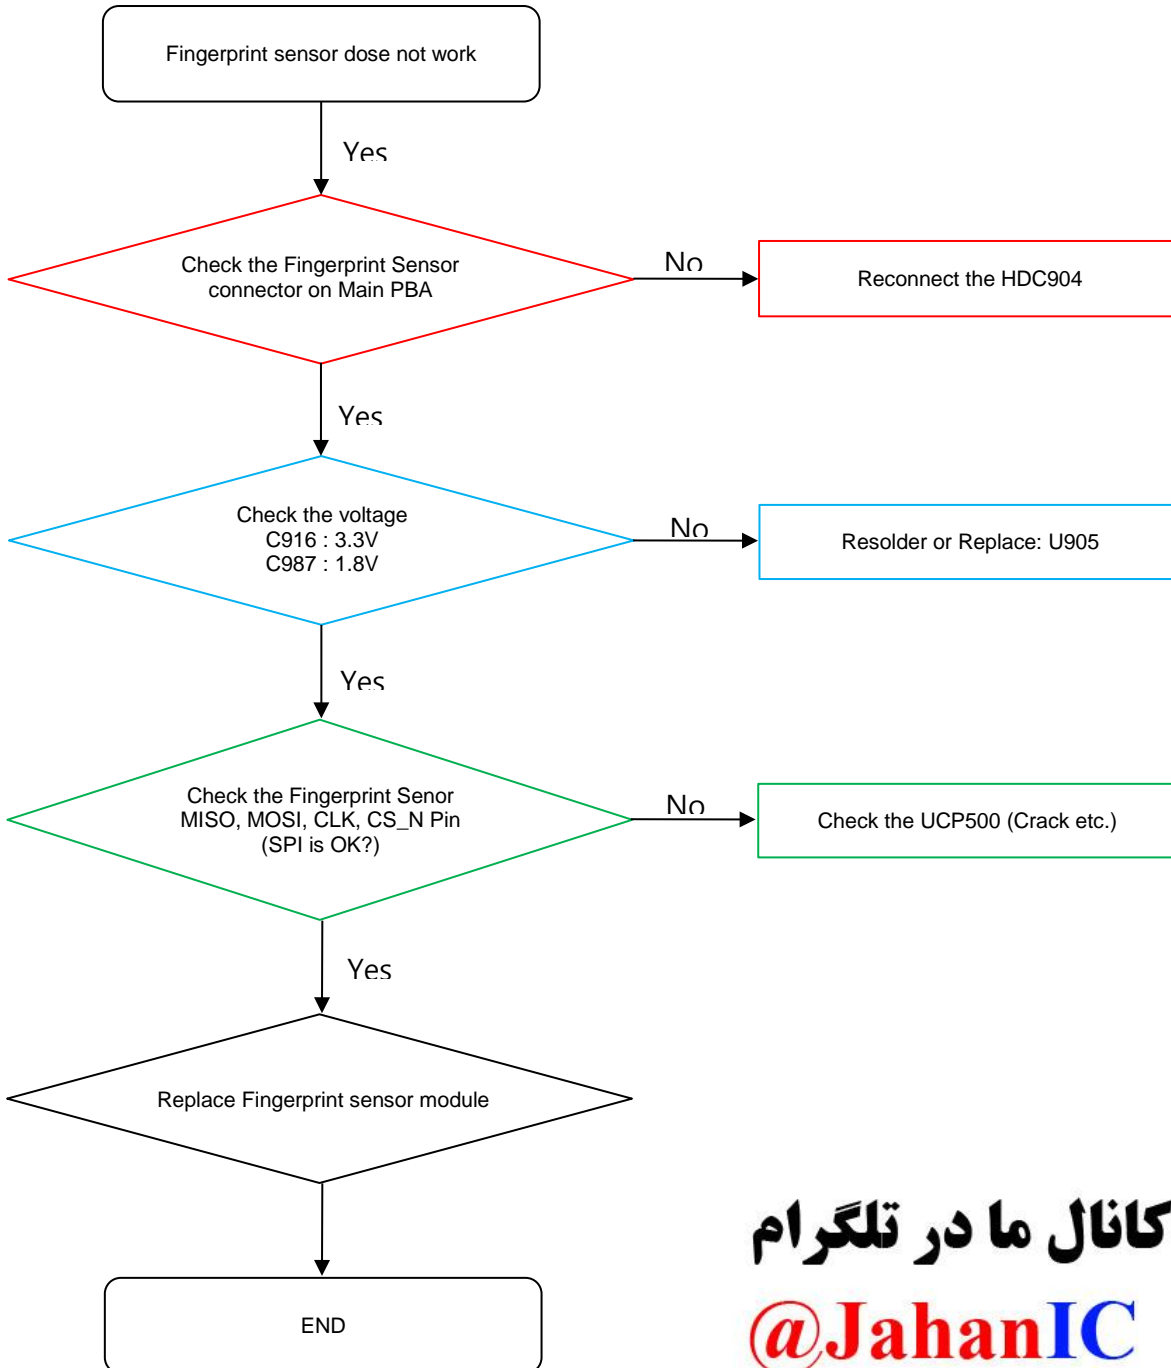 Fingerprint sensor dose not work
Yes
Check the Fingerprint Sensor
connector on Main PBA
No
Reconnect the HDC904
Yes
Check the voltage
C916 : 3.3V
C987 : 1.8V
No
Resolder or Replace: U905
Yes
Check the Fingerprint Senor
MISO, MOSI, CLK, CS_N Pin
(SPI is OK?)
No
Check the UCP500 (Crack etc.)
Yes
Replace Fingerprint sensor module
END
کانال ما در تلگرام
@JahanIC